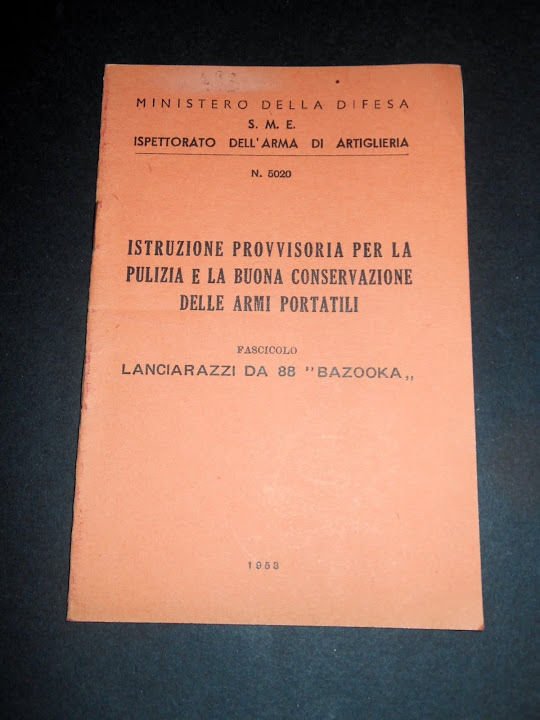 MINISTERO DELLA DIFESA
S. M. E.
ISPETTORATO DELL'ARMA DI ARTIGLIERIA
N. 5020
ISTRUZIONE PROVVISORIA PER LA
PULIZIA E LA BUONA CONSERVAZIONE
DELLE ARMI PORTATILI
FASCICOLO
LANCIARAZZI DA 88 "BAZOOKA„
1953